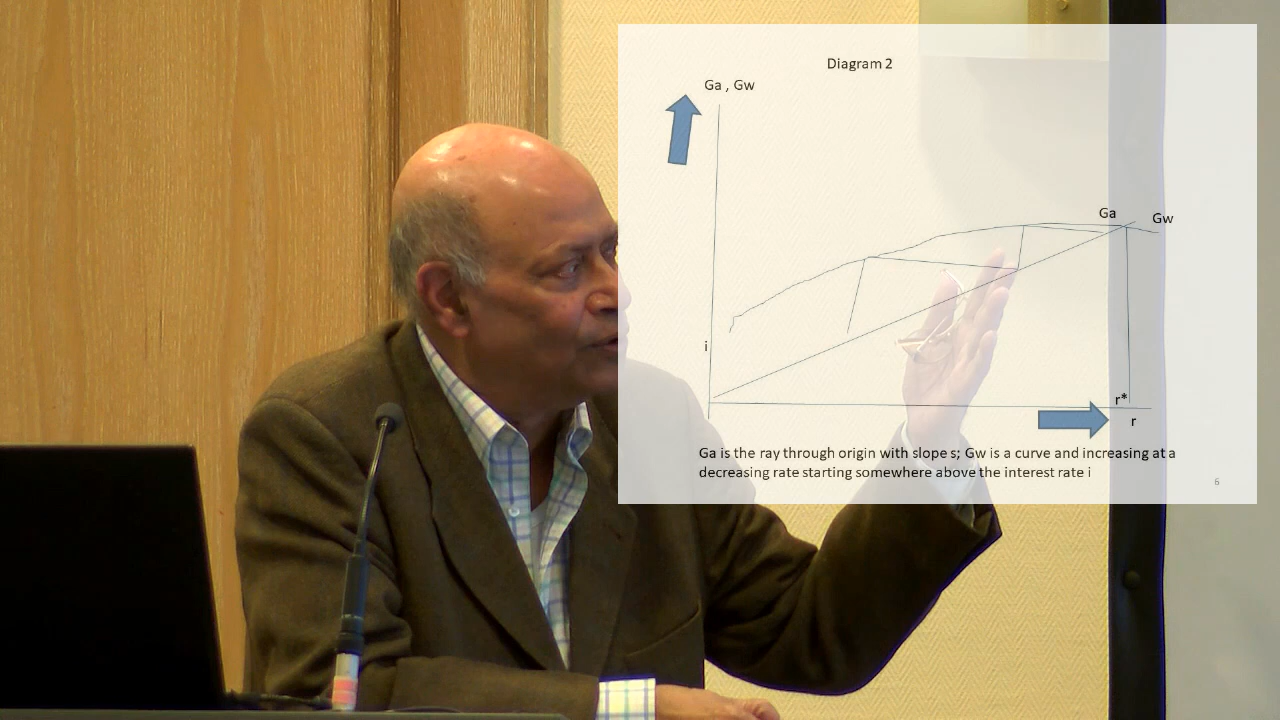 Diagram 2
Ga , Gw
Ga
Gw
i
r*
r
Ga is the ray through origin with slope s; Gw is a curve and increasing at a
decreasing rate starting somewhere above the interest rate i
6